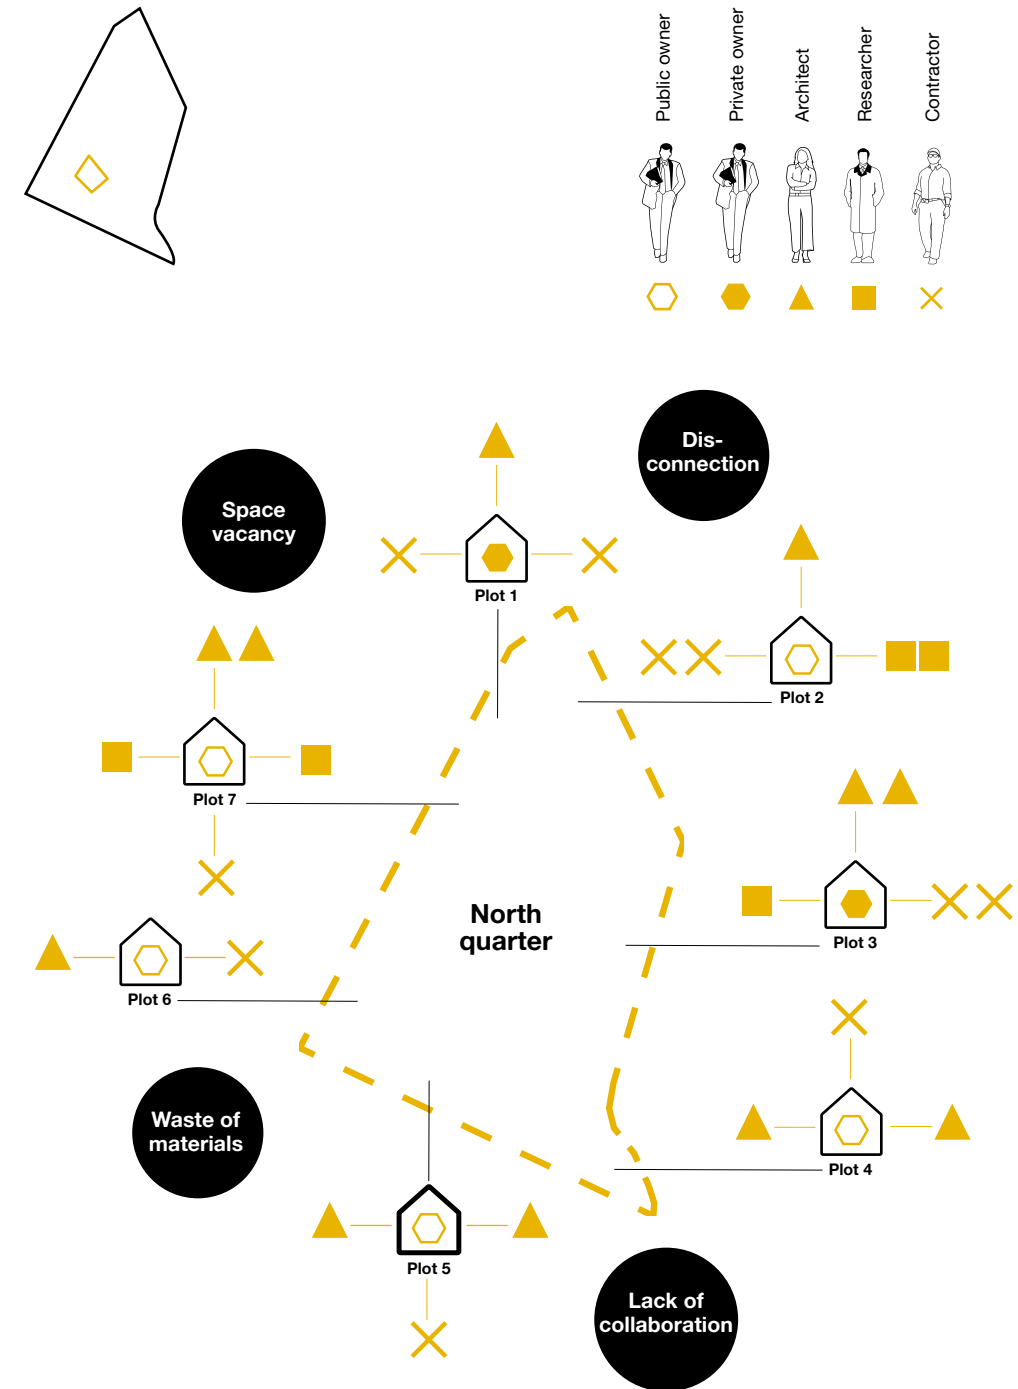 Public owner
Private owner
Architect
Researcher
Contractor
Dis-
connection
Space
vacancy
Plot 1
Plot 2
Plot 7
North
quarter
Plot 3
Plot 6
Waste of
materials
Plot 4
Plot 5
Lack of
collaboration